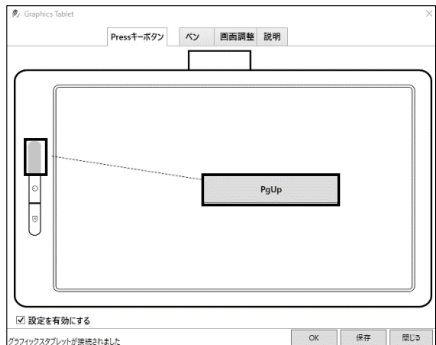 Graphics Tablet
Pressキーボタン ペン 画面調整 説明
PgUp
設定を有効にする
グラフィックスタブレットが接続されました OK 保存 閉じる